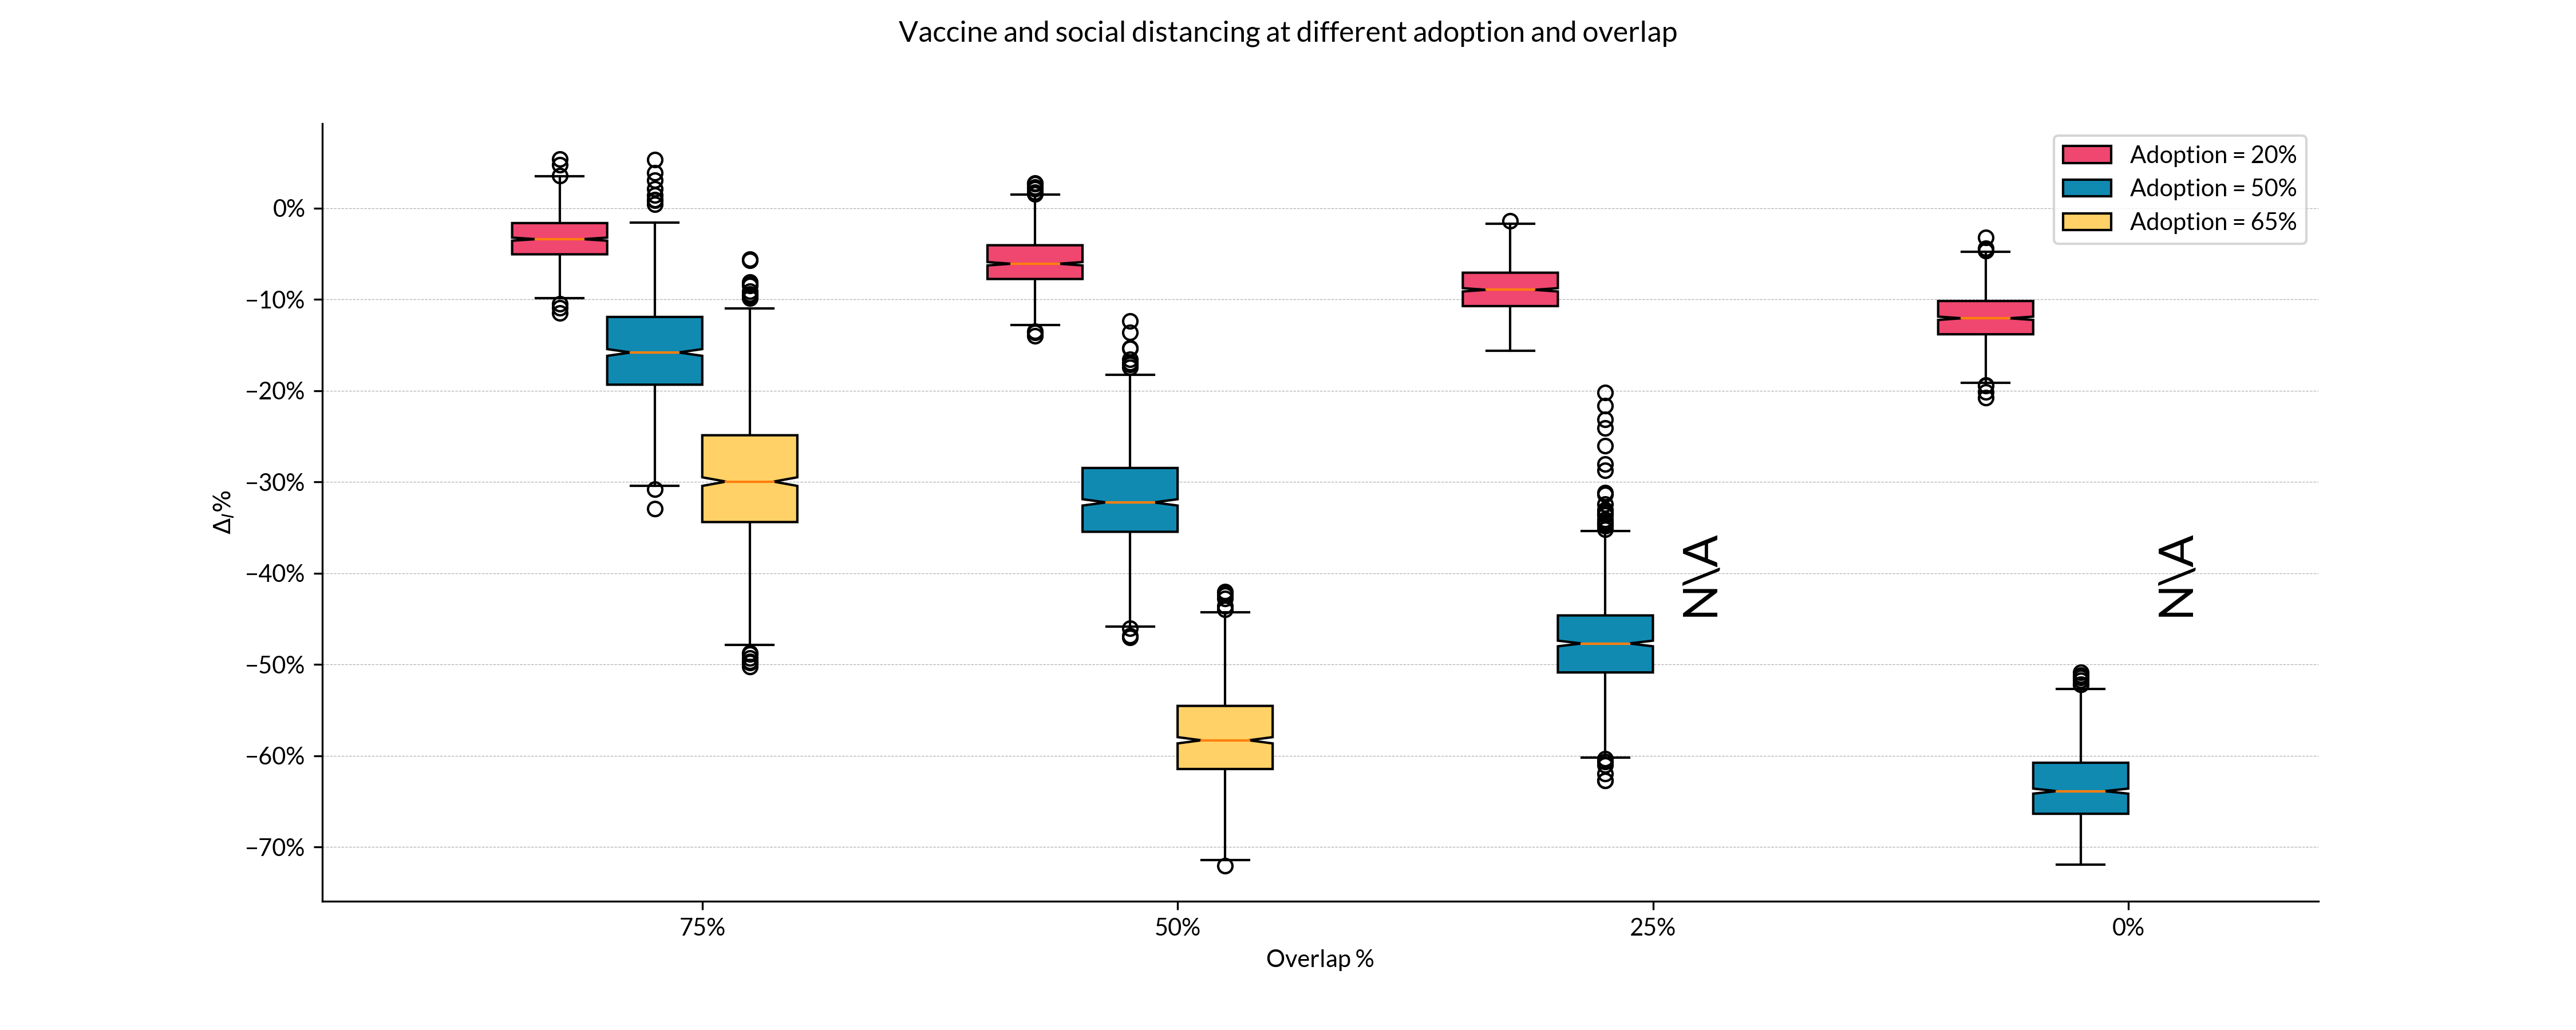 Vaccine and social distancing at different adoption and overlap
Adoption = 20%
Adoption = 50%
Adoption = 65%
0%
−10%
−20%
−30%
−40%
−50%
−60%
−70%
Δ_I%
N\A
N\A
75%
50%
25%
0%
Overlap %